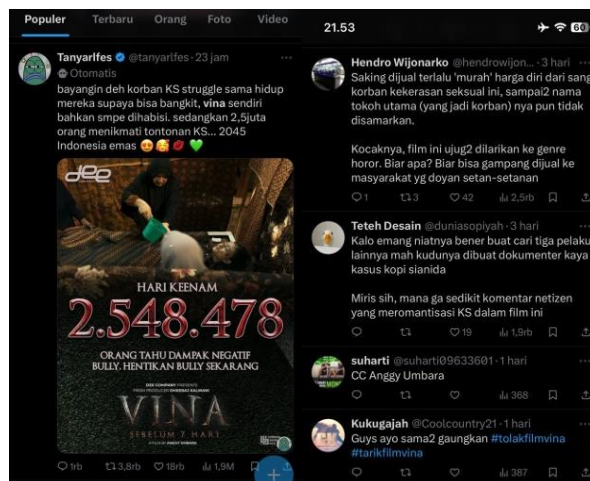 Populer Terbaru Orang Foto Video
Tanyarlfes @tanyarlfes · 23 jam
Otomatis
bayangin deh korban KS struggle sama hidup
mereka supaya bisa bangkit, vina sendiri
bahkan smpe dihabisi. sedangkan 2,5juta
orang menikmati tontonan KS... 2045
Indonesia emas 😍🥰💋💚
dee
HARI KEENAM
2.548.478
ORANG TAHU DAMPAK NEGATIF
BULLY. HENTIKAN BULLY SEKARANG
DEE COMPANY PRESENTS
VINA
SEBELUM 7 HARI
1rb 3,8rb 18rb 1,9M
21.53 60
Hendro Wijonarko @hendrowijon... · 3 hari
Saking dijual terlalu 'murah' harga diri dari sang
korban kekerasan seksual ini, sampai2 nama
tokoh utama (yang jadi korban) nya pun tidak
disamarkan.
Kocaknya, film ini ujug2 dilarikan ke genre
horor. Biar apa? Biar bisa gampang dijual ke
masyarakat yg doyan setan-setanan
1 3 42 2,5rb
Teteh Desain @duniasopiyah · 3 hari
Kalo emang niatnya bener buat cari tiga pelaku
lainnya mah kudunya dibuat dokumenter kaya
kasus kopi sianida
Miris sih, mana ga sedikit komentar netizen
yang meromantisasi KS dalam film ini
19 1,9rb
suharti @suharti09633601 · 1 hari
CC Anggy Umbara
368
Kukugajah @Coolcountry21 · 1 hari
Guys ayo sama2 gaungkan #tolakfilmvina
#tarikfilmvina
387